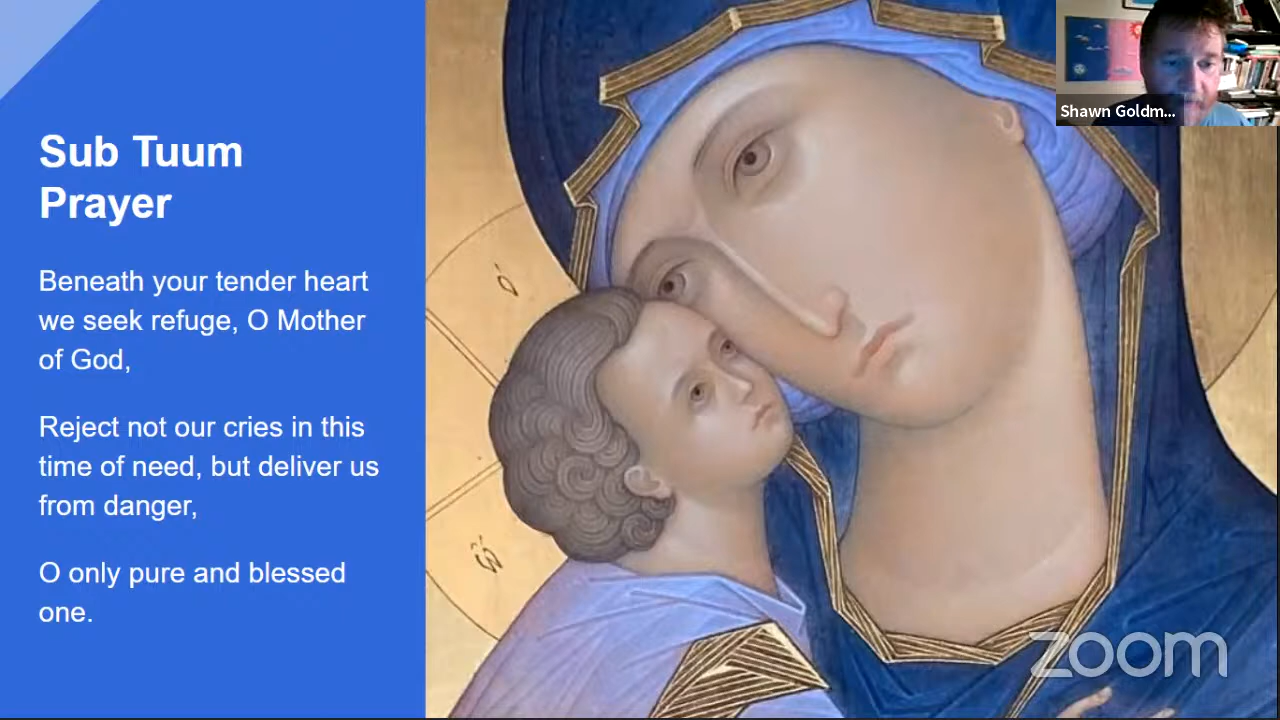 Sub Tuum
Prayer
Beneath your tender heart
we seek refuge, O Mother
of God,
Reject not our cries in this
time of need, but deliver us
from danger,
O only pure and blessed
one.
Shawn Goldm...
zoom